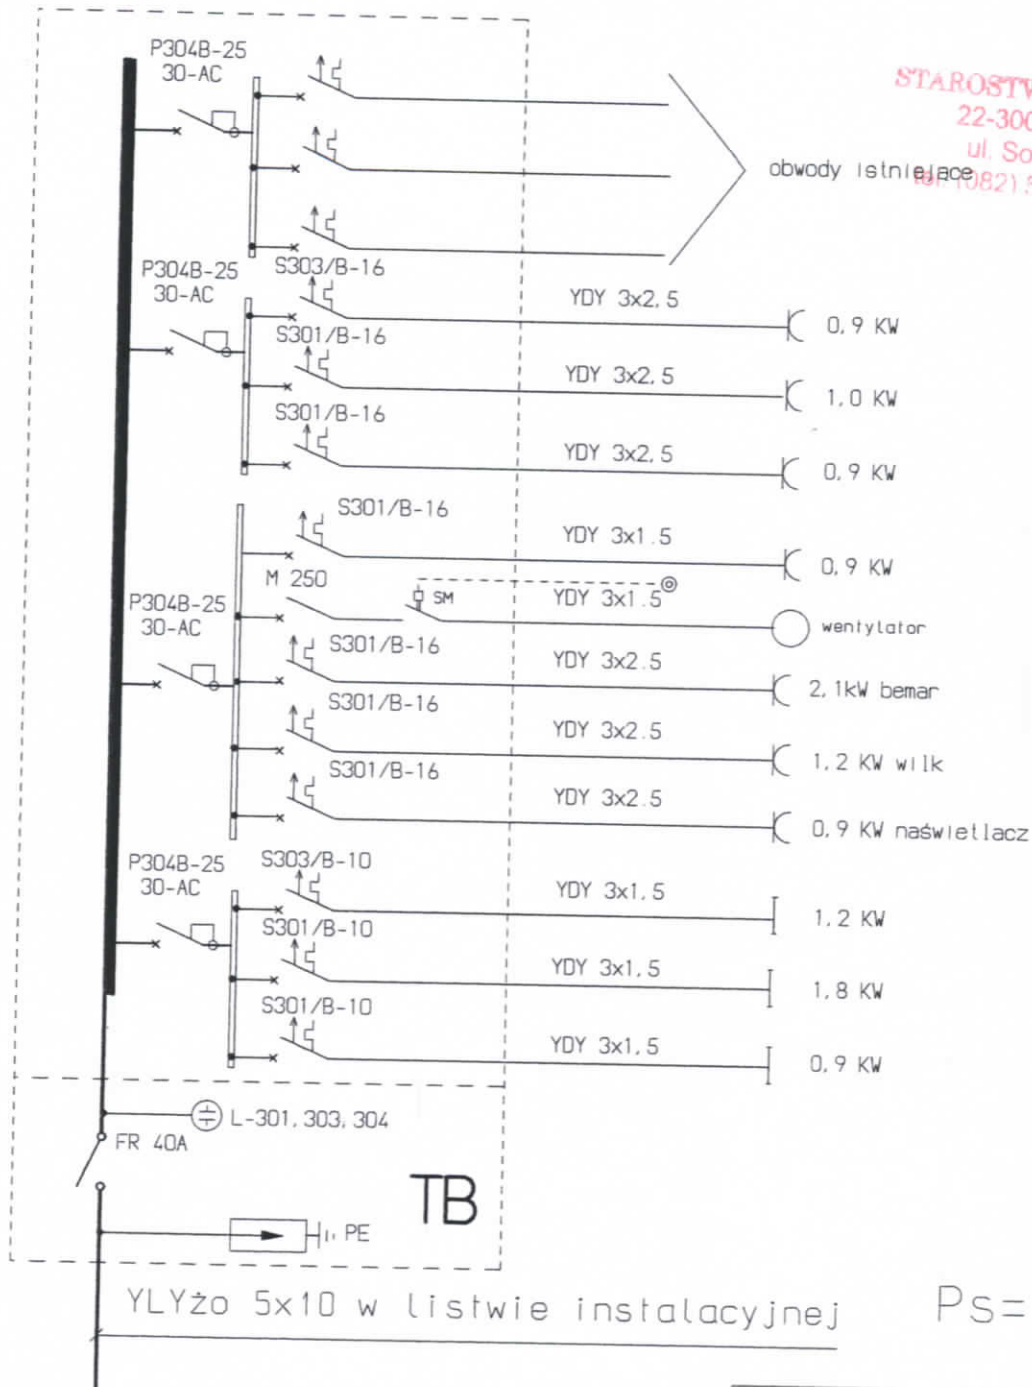 P304B-25
30-AC
STAROSTW
22-300
ul. So
tel. (082) 5
obwody istniejące
P304B-25
30-AC
S303/B-16
YDY 3x2,5
0,9 KW
S301/B-16
YDY 3x2,5
1,0 KW
S301/B-16
YDY 3x2,5
0,9 KW
S301/B-16
YDY 3x1.5
0,9 KW
M 250
SM
YDY 3x1.5
wentylator
P304B-25
30-AC
S301/B-16
YDY 3x2.5
2,1kW bemar
S301/B-16
YDY 3x2.5
1,2 KW wilk
S301/B-16
YDY 3x2.5
0,9 KW naświetlacz
P304B-25
30-AC
S303/B-10
YDY 3x1,5
1,2 KW
S301/B-10
YDY 3x1,5
1,8 KW
S301/B-10
YDY 3x1,5
0,9 KW
L-301,303,304
FR 40A
TB
PE
YLYżo 5x10 w listwie instalacyjnej
Ps=